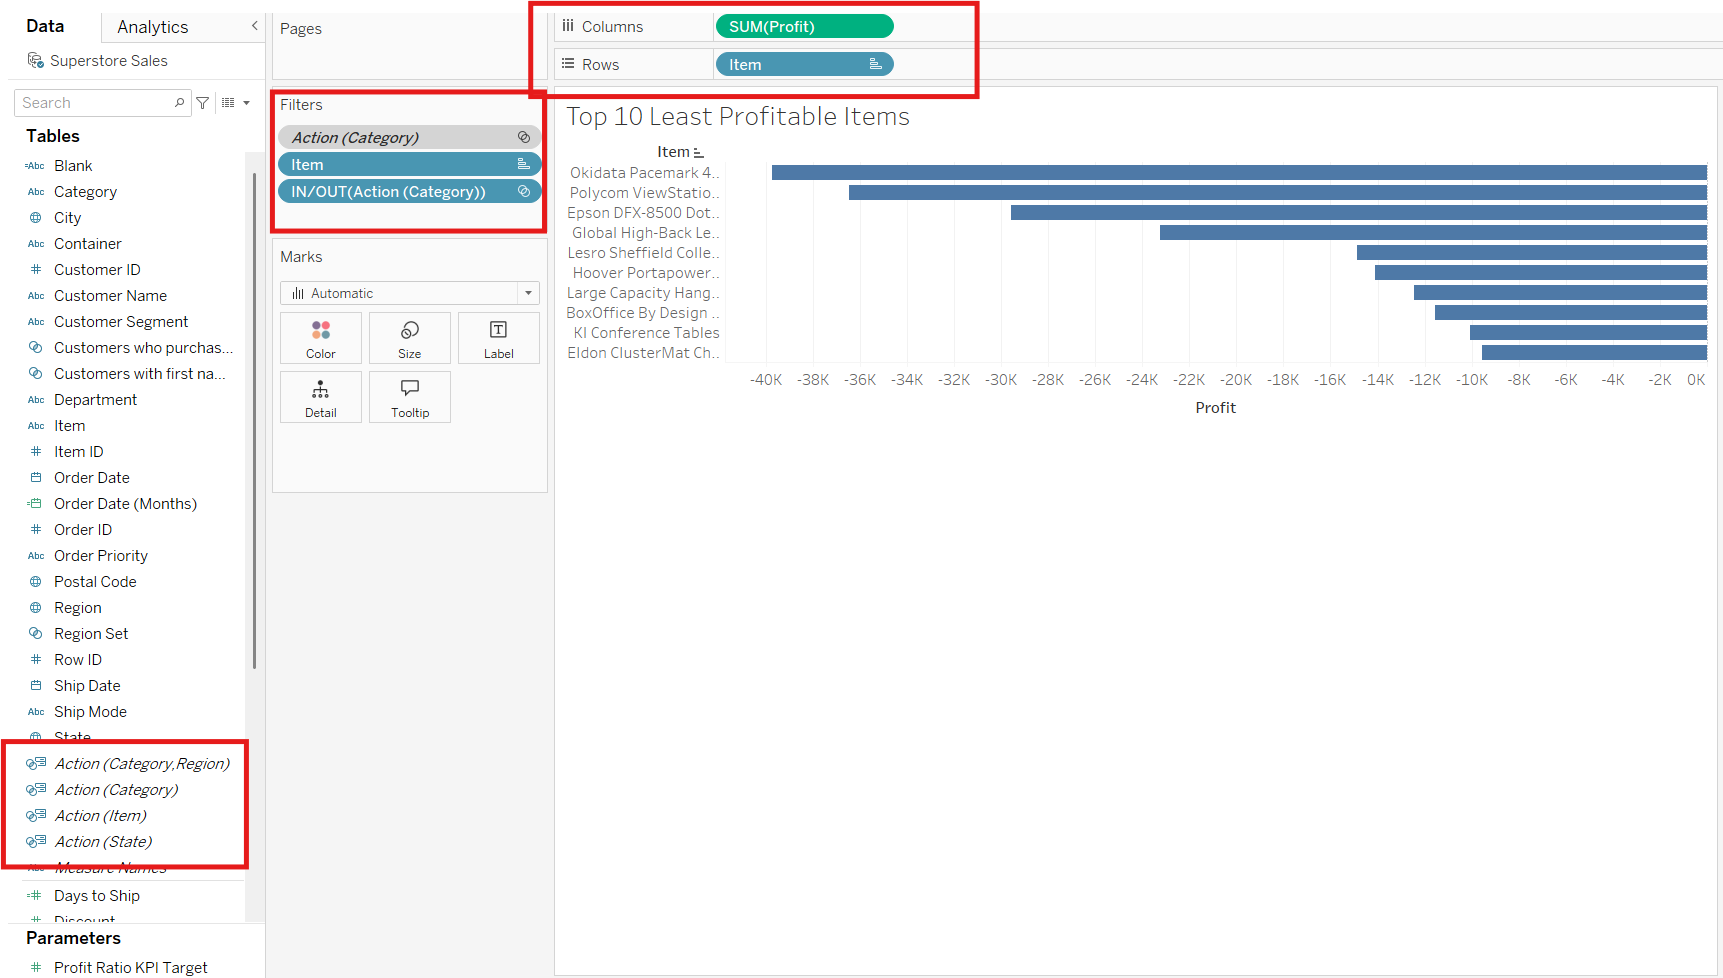 Data
Analytics
Superstore Sales
Search
Tables
Abc Blank
Abc Category
City
Abc Container
# Customer ID
Abc Customer Name
Abc Customer Segment
Customers who purchas...
Customers with first na...
Abc Department
Abc Item
# Item ID
Order Date
Order Date (Months)
# Order ID
Abc Order Priority
Postal Code
Region
Region Set
# Row ID
Ship Date
Abc Ship Mode
State
Action (Category,Region)
Action (Category)
Action (Item)
Action (State)
Abc Measure Names
# Days to Ship
# Discount
Parameters
# Profit Ratio KPI Target
Pages
Filters
Action (Category)
Item
IN/OUT(Action (Category))
Marks
Automatic
Color
Size
T
Label
Detail
Tooltip
Columns
SUM(Profit)
Rows
Item
Top 10 Least Profitable Items
Item
Okidata Pacemark 4..
Polycom ViewStatio..
Epson DFX-8500 Dot..
Global High-Back Le..
Lesro Sheffield Colle..
Hoover Portapower..
Large Capacity Hang..
BoxOffice By Design ..
KI Conference Tables
Eldon ClusterMat Ch..
-40K -38K -36K -34K -32K -30K -28K -26K -24K -22K -20K -18K -16K -14K -12K -10K -8K -6K -4K -2K 0K
Profit